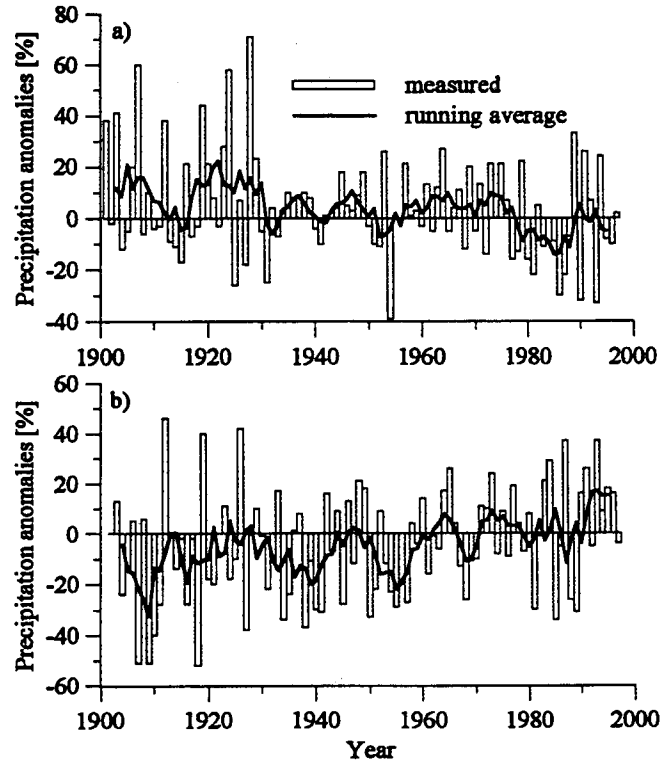 a)
Precipitation anomalies [%]
80
60
40
20
0
-20
-40
measured
running average
1900 1920 1940 1960 1980 2000
b)
Precipitation anomalies [%]
60
40
20
0
-20
-40
-60
1900 1920 1940 1960 1980 2000
Year